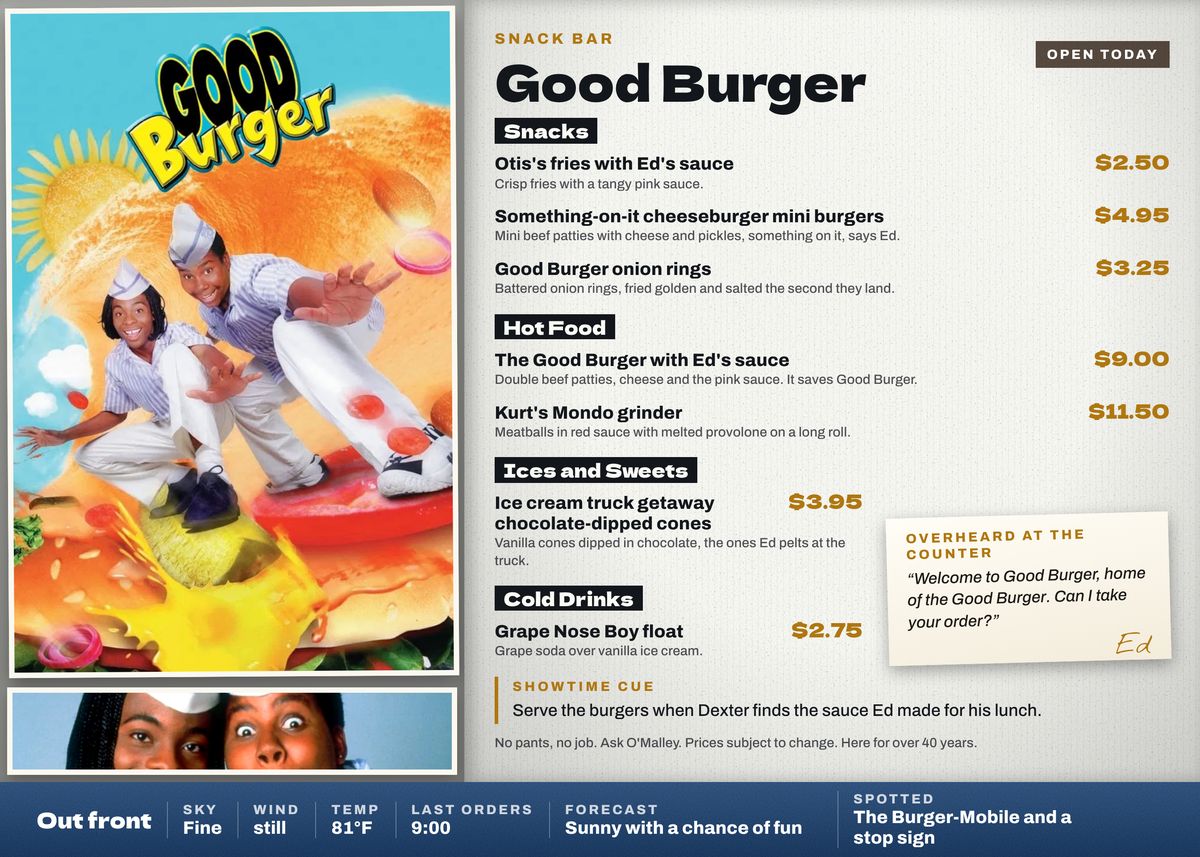 GOOD
Burger
SNACK BAR
OPEN TODAY
Good Burger
Snacks
Otis's fries with Ed's sauce $2.50
Crisp fries with a tangy pink sauce.
Something-on-it cheeseburger mini burgers $4.95
Mini beef patties with cheese and pickles, something on it, says Ed.
Good Burger onion rings $3.25
Battered onion rings, fried golden and salted the second they land.
Hot Food
The Good Burger with Ed's sauce $9.00
Double beef patties, cheese and the pink sauce. It saves Good Burger.
Kurt's Mondo grinder $11.50
Meatballs in red sauce with melted provolone on a long roll.
Ices and Sweets
Ice cream truck getaway $3.95
chocolate-dipped cones
Vanilla cones dipped in chocolate, the ones Ed pelts at the
truck.
Cold Drinks
Grape Nose Boy float $2.75
Grape soda over vanilla ice cream.
OVERHEARD AT THE
COUNTER
“Welcome to Good Burger, home
of the Good Burger. Can I take
your order?”
Ed
SHOWTIME CUE
Serve the burgers when Dexter finds the sauce Ed made for his lunch.
No pants, no job. Ask O'Malley. Prices subject to change. Here for over 40 years.
Out front
SKY
Fine
WIND
still
TEMP
81°F
LAST ORDERS
9:00
FORECAST
Sunny with a chance of fun
SPOTTED
The Burger-Mobile and a
stop sign